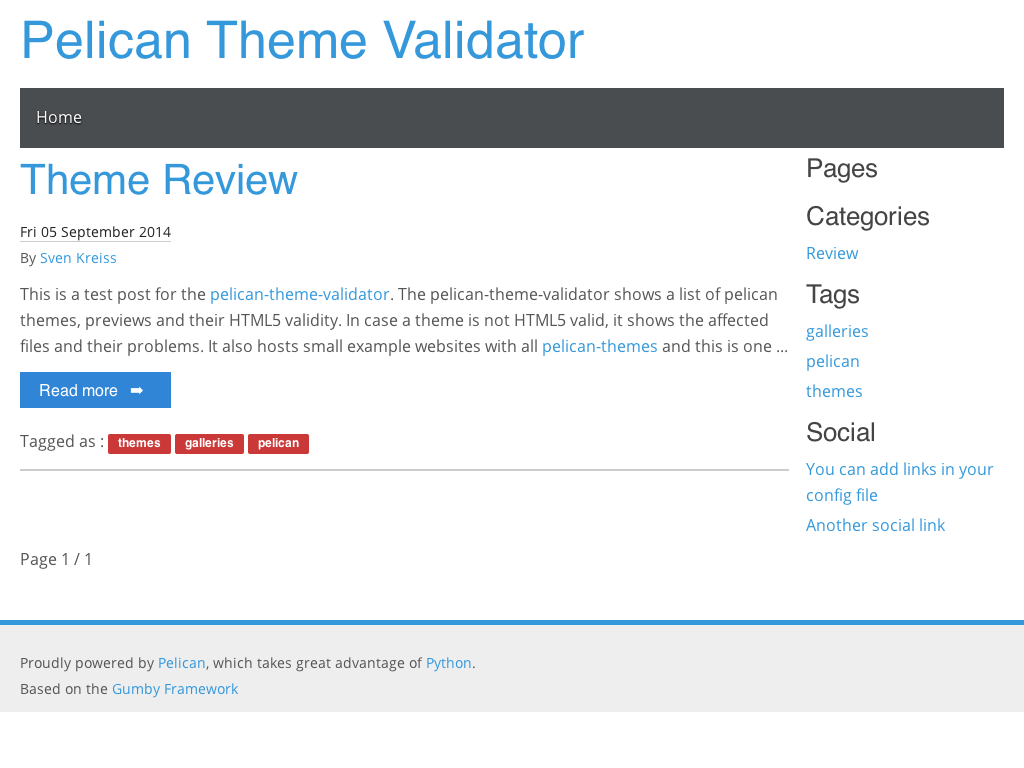 Pelican Theme Validator
Home
Theme Review
Fri 05 September 2014
By Sven Kreiss
This is a test post for the pelican-theme-validator. The pelican-theme-validator shows a list of pelican
themes, previews and their HTML5 validity. In case a theme is not HTML5 valid, it shows the affected
files and their problems. It also hosts small example websites with all pelican-themes and this is one ...
Read more ➠
Tagged as : themes galleries pelican
Page 1 / 1
Pages
Categories
Review
Tags
galleries
pelican
themes
Social
You can add links in your
config file
Another social link
Proudly powered by Pelican, which takes great advantage of Python.
Based on the Gumby Framework